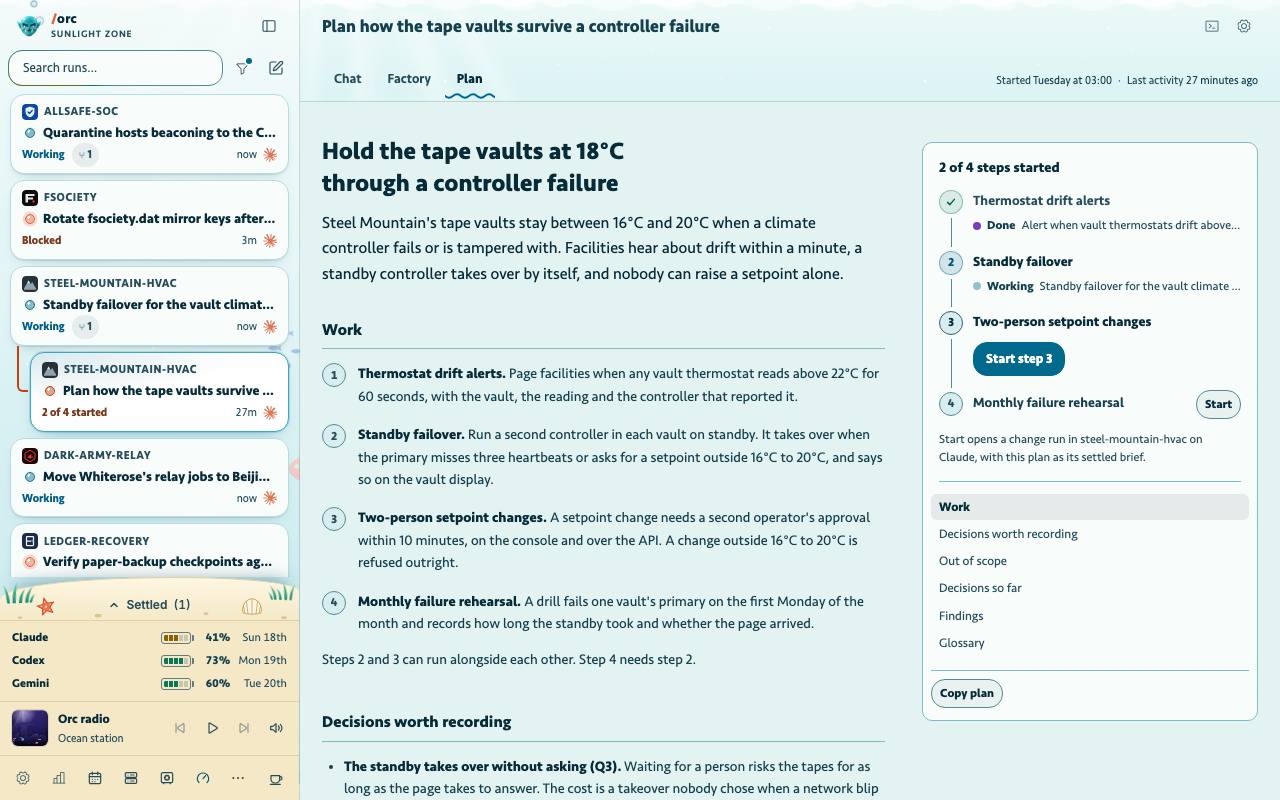 /orc
SUNLIGHT ZONE
Search runs...
ALLSAFE-SOC
Quarantine hosts beaconing to the C...
Working 1 now
FSOCIETY
Rotate fsociety.dat mirror keys after...
Blocked 3m
STEEL-MOUNTAIN-HVAC
Standby failover for the vault climat...
Working 1 now
STEEL-MOUNTAIN-HVAC
Plan how the tape vaults survive ...
2 of 4 started 27m
DARK-ARMY-RELAY
Move Whiterose's relay jobs to Beiji...
Working now
LEDGER-RECOVERY
Verify paper-backup checkpoints ag...
Settled (1)
Claude 41% Sun 18th
Codex 73% Mon 19th
Gemini 60% Tue 20th
Orc radio
Ocean station
Plan how the tape vaults survive a controller failure
Chat Factory Plan
Started Tuesday at 03:00 · Last activity 27 minutes ago
Hold the tape vaults at 18°C
through a controller failure
Steel Mountain's tape vaults stay between 16°C and 20°C when a climate
controller fails or is tampered with. Facilities hear about drift within a minute, a
standby controller takes over by itself, and nobody can raise a setpoint alone.
Work
1 Thermostat drift alerts. Page facilities when any vault thermostat reads above 22°C for
60 seconds, with the vault, the reading and the controller that reported it.
2 Standby failover. Run a second controller in each vault on standby. It takes over when
the primary misses three heartbeats or asks for a setpoint outside 16°C to 20°C, and says
so on the vault display.
3 Two-person setpoint changes. A setpoint change needs a second operator's approval
within 10 minutes, on the console and over the API. A change outside 16°C to 20°C is
refused outright.
4 Monthly failure rehearsal. A drill fails one vault's primary on the first Monday of the
month and records how long the standby took and whether the page arrived.
Steps 2 and 3 can run alongside each other. Step 4 needs step 2.
Decisions worth recording
• The standby takes over without asking (Q3). Waiting for a person risks the tapes for as
long as the page takes to answer. The cost is a takeover nobody chose when a network blip
2 of 4 steps started
Thermostat drift alerts
Done Alert when vault thermostats drift above...
2 Standby failover
Working Standby failover for the vault climate ...
3 Two-person setpoint changes
Start step 3
4 Monthly failure rehearsal Start
Start opens a change run in steel-mountain-hvac on
Claude, with this plan as its settled brief.
Work
Decisions worth recording
Out of scope
Decisions so far
Findings
Glossary
Copy plan